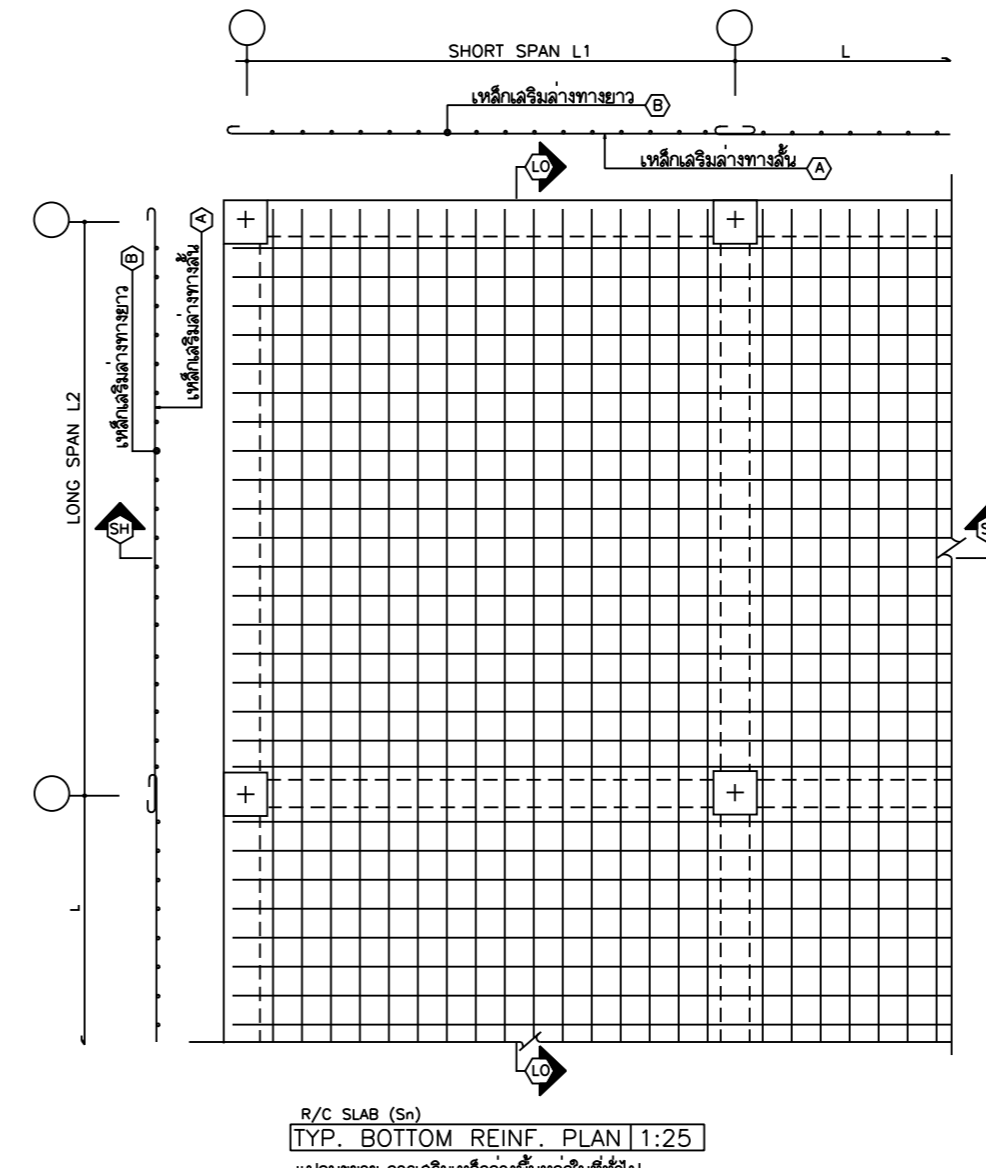 SHORT SPAN L1
L
เหล็กเสริมล่างทางยาว B
เหล็กเสริมล่างทางสั้น A
LO
A
เหล็กเสริมล่างทางสั้น
B
เหล็กเสริมล่างทางยาว
LONG SPAN L2
SH
L
LO
R/C SLAB (Sn)
TYP. BOTTOM REINF. PLAN 1:25